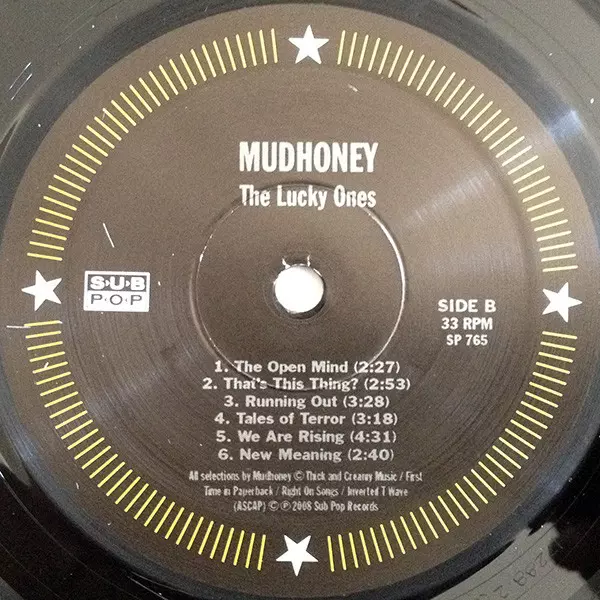 MUDHONEY
The Lucky Ones
S·U·B
P·O·P
SIDE B
33 RPM
SP 765
1. The Open Mind (2:27)
2. That's This Thing? (2:53)
3. Running Out (3:28)
4. Tales of Terror (3:18)
5. We Are Rising (4:31)
6. New Meaning (2:40)
All selections by Mudhoney © Thick and Creamy Music / First
Time in Paperback / Right On Songs / Inverted T Wave
(ASCAP) © ℗ 2008 Sub Pop Records